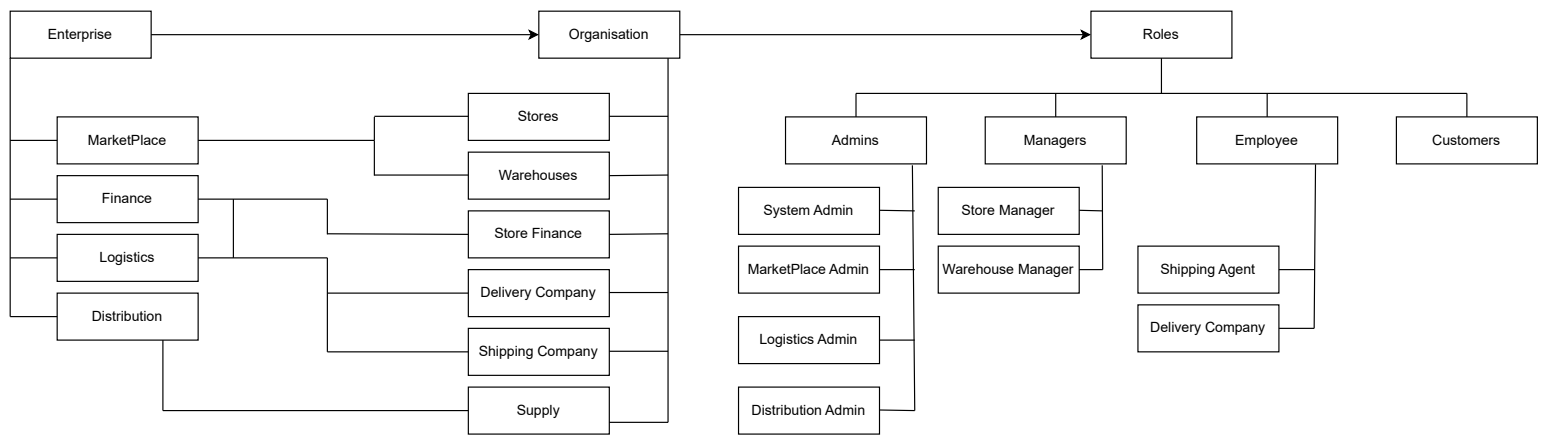 Enterprise
Organisation
Roles
MarketPlace
Finance
Logistics
Distribution
Stores
Warehouses
Store Finance
Delivery Company
Shipping Company
Supply
Admins
Managers
Employee
Customers
System Admin
MarketPlace Admin
Logistics Admin
Distribution Admin
Store Manager
Warehouse Manager
Shipping Agent
Delivery Company